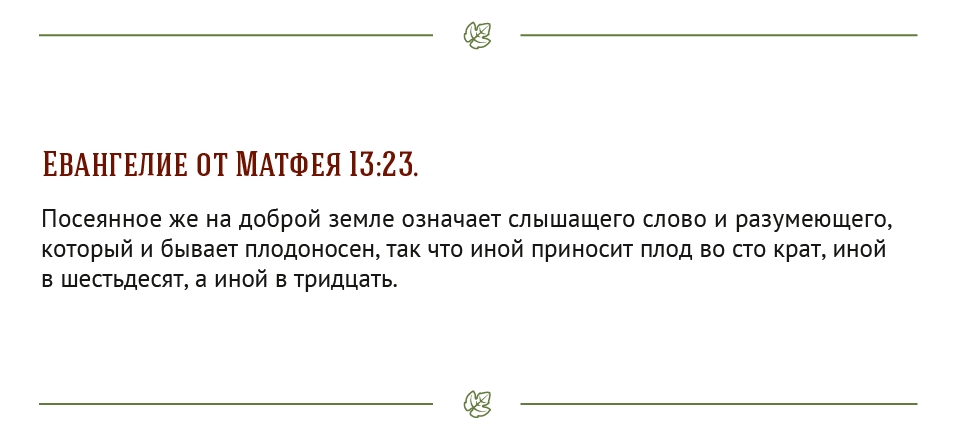 Евангелие от Матфея 13:23.
Посеянное же на доброй земле означает слышащего слово и разумеющего,
который и бывает плодоносен, так что иной приносит плод во сто крат, иной
в шестьдесят, а иной в тридцать.